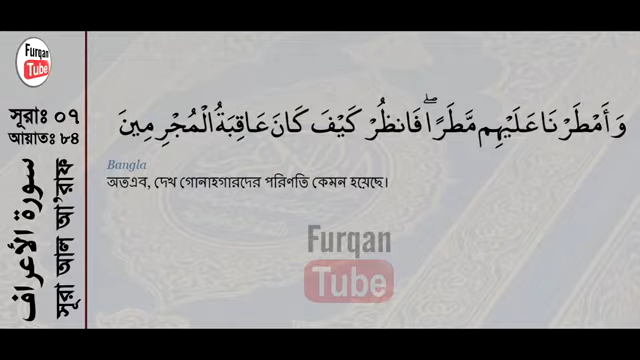 Furqan
Tube
সূরাঃ ০৭
আয়াতঃ ৮৪
سورة الأعراف
সূরা আল আ’রাফ
وَأَمْطَرْنَا عَلَيْهِم مَّطَرًا ۖ فَانظُرْ كَيْفَ كَانَ عَاقِبَةُ الْمُجْرِمِينَ
Bangla
অতএব, দেখ গোনাহগারদের পরিণতি কেমন হয়েছে।
Furqan
Tube